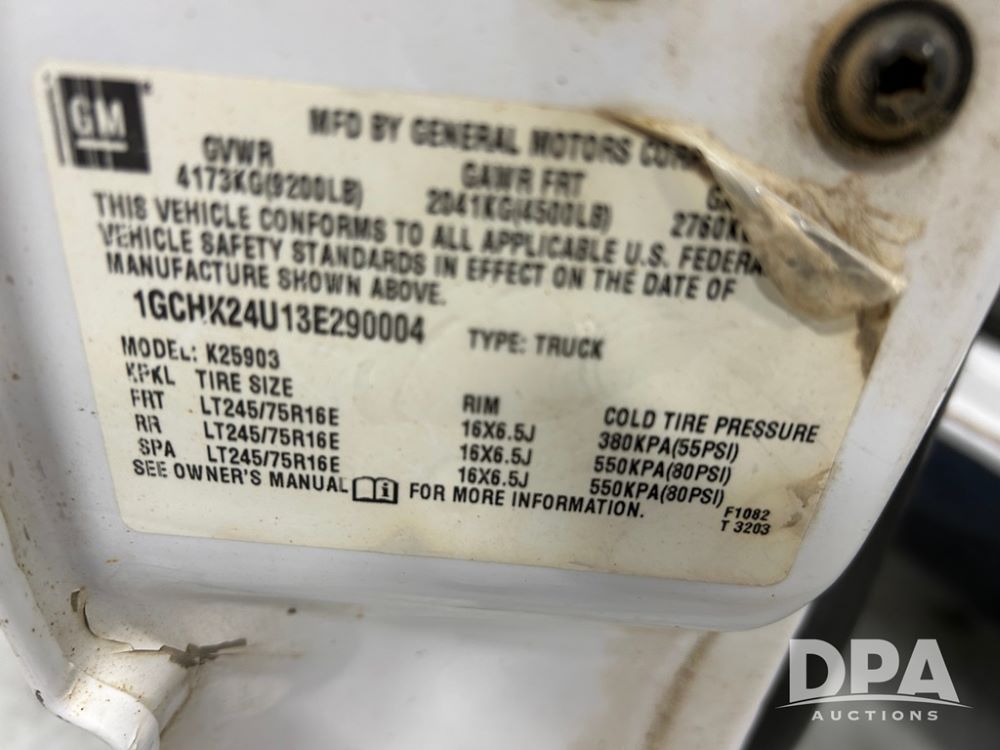 GM
MFD BY GENERAL MOTORS CORP
GVWR GAWR FRT
4173KG(9200LB) 2041KG(4500LB) 2760K
THIS VEHICLE CONFORMS TO ALL APPLICABLE U.S. FEDERA
VEHICLE SAFETY STANDARDS IN EFFECT ON THE DATE OF
MANUFACTURE SHOWN ABOVE.
1GCHK24U13E290004 TYPE: TRUCK
MODEL: K25903
TIRE SIZE RIM COLD TIRE PRESSURE
FRT LT245/75R16E 16X6.5J 380KPA(55PSI)
RR LT245/75R16E 16X6.5J 550KPA(80PSI)
SPA LT245/75R16E 16X6.5J 550KPA(80PSI)
SEE OWNER'S MANUAL i FOR MORE INFORMATION.
F1082
T 3203
DPA
AUCTIONS